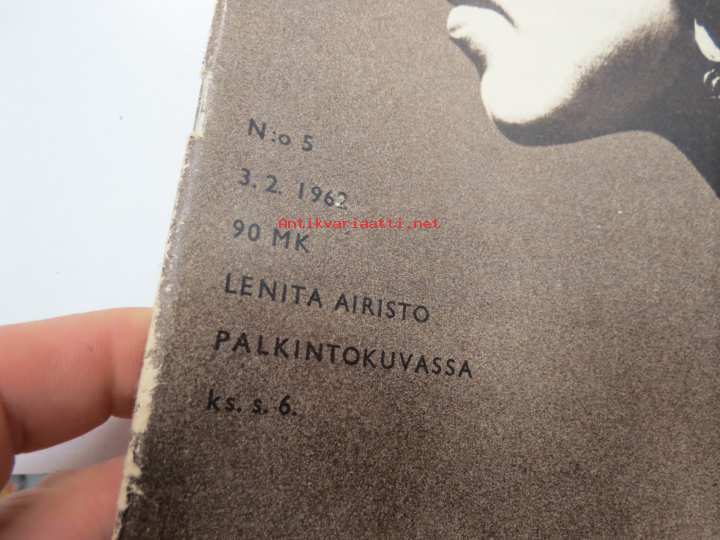 N:o 5
3. 2. 1962
Antikvariaatti.net
90 MK
LENITA AIRISTO
PALKINTOKUVASSA
ks. s. 6.